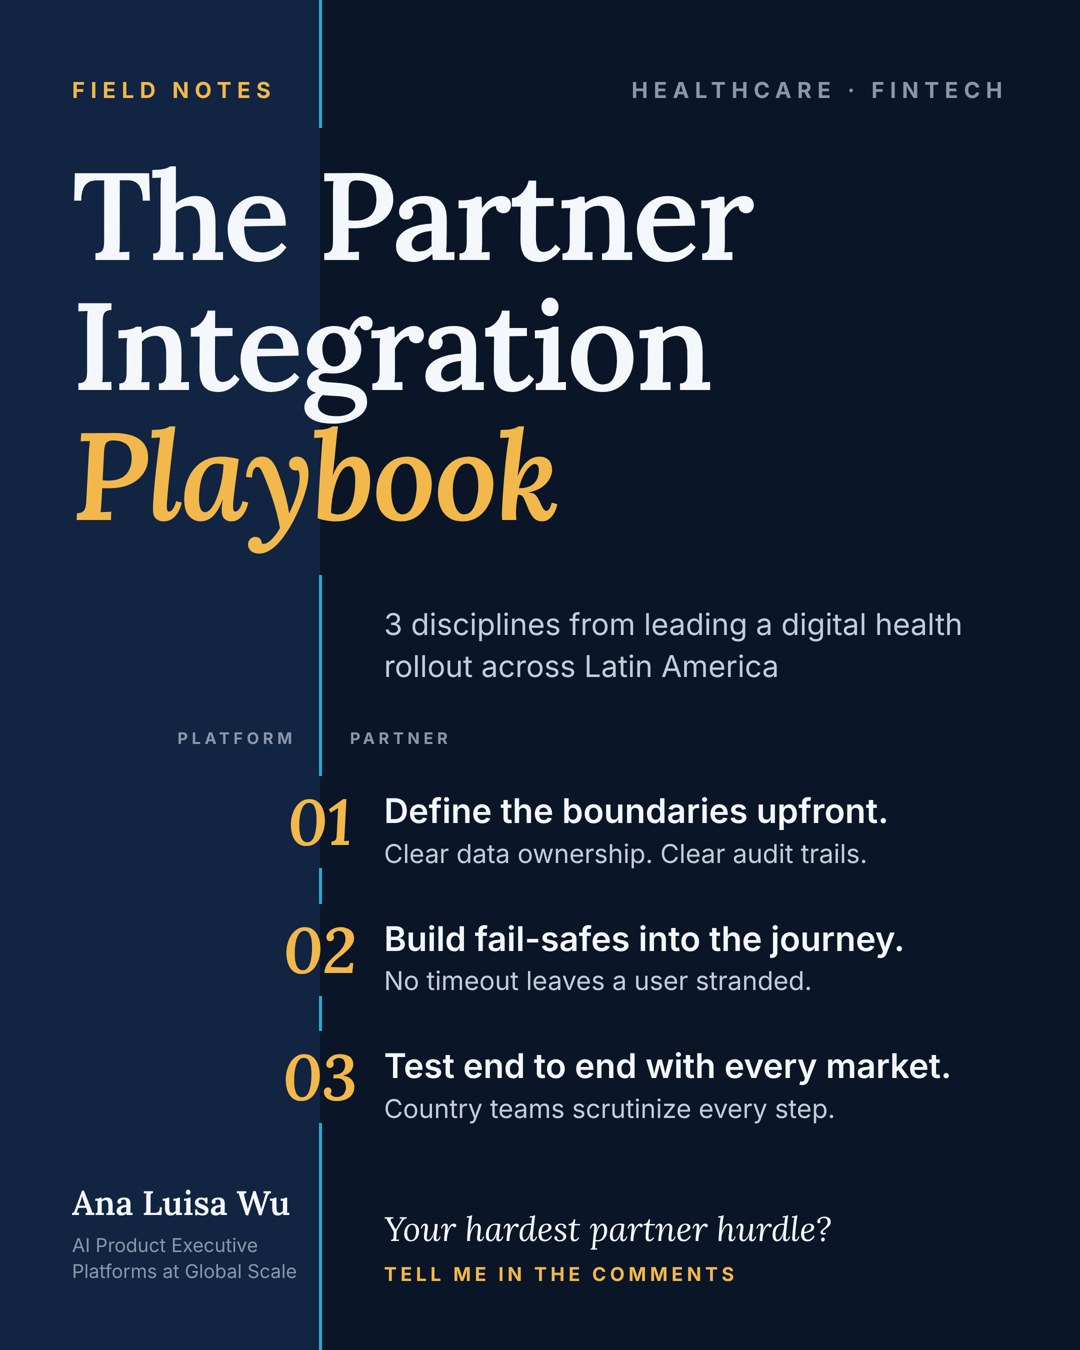 FIELD NOTES
HEALTHCARE · FINTECH
The Partner
Integration
Playbook
3 disciplines from leading a digital health
rollout across Latin America
PLATFORM
PARTNER
01
Define the boundaries upfront.
Clear data ownership. Clear audit trails.
02
Build fail-safes into the journey.
No timeout leaves a user stranded.
03
Test end to end with every market.
Country teams scrutinize every step.
Ana Luisa Wu
AI Product Executive
Platforms at Global Scale
Your hardest partner hurdle?
TELL ME IN THE COMMENTS